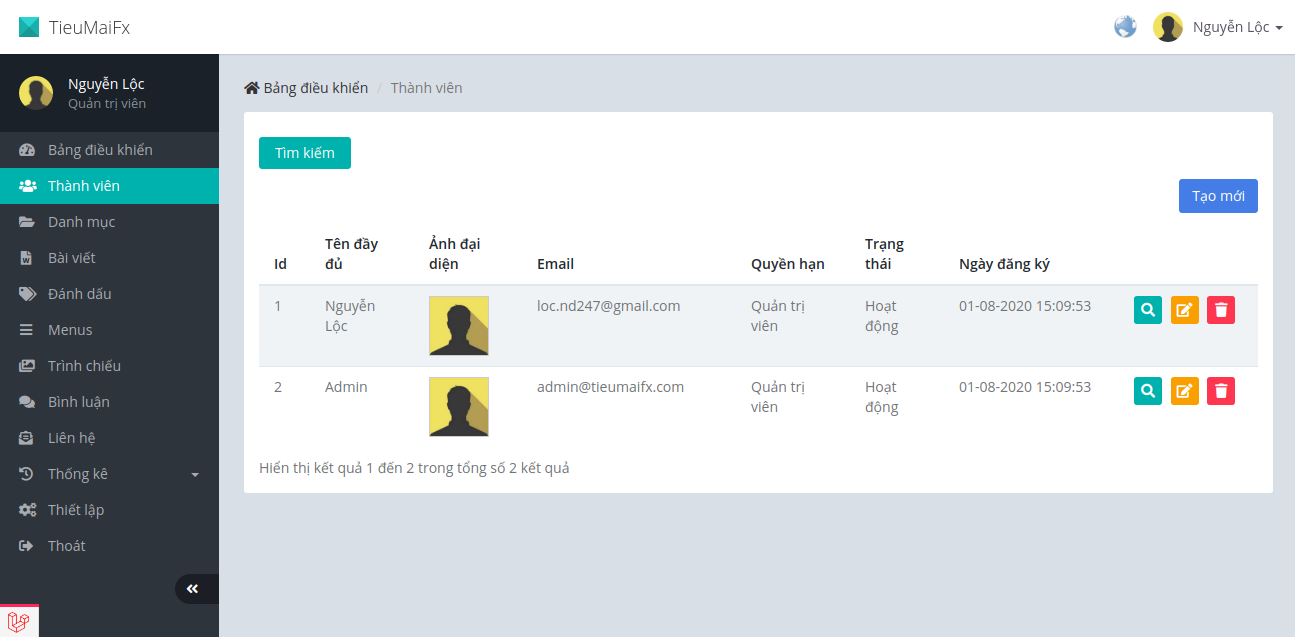 TieuMaiFx
Nguyễn Lộc
Nguyễn Lộc
Quản trị viên
Bảng điều khiển
Thành viên
Danh mục
Bài viết
Đánh dấu
Menus
Trình chiếu
Bình luận
Liên hệ
Thống kê
Thiết lập
Thoát
Bảng điều khiển / Thành viên
Tìm kiếm
Tạo mới
Id Tên đầy đủ Ảnh đại diện Email Quyền hạn Trạng thái Ngày đăng ký
1 Nguyễn Lộc loc.nd247@gmail.com Quản trị viên Hoạt động 01-08-2020 15:09:53
2 Admin admin@tieumaifx.com Quản trị viên Hoạt động 01-08-2020 15:09:53
Hiển thị kết quả 1 đến 2 trong tổng số 2 kết quả